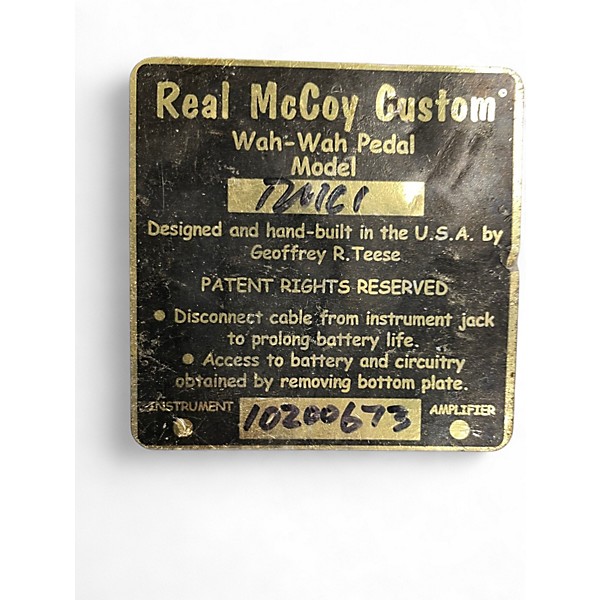 Real McCoy Custom®
Wah-Wah Pedal
Model
Designed and hand-built in the U.S.A. by
Geoffrey R.Teese
PATENT RIGHTS RESERVED
● Disconnect cable from instrument jack
to prolong battery life.
● Access to battery and circuitry
obtained by removing bottom plate.
INSTRUMENT 10200673 AMPLIFIER